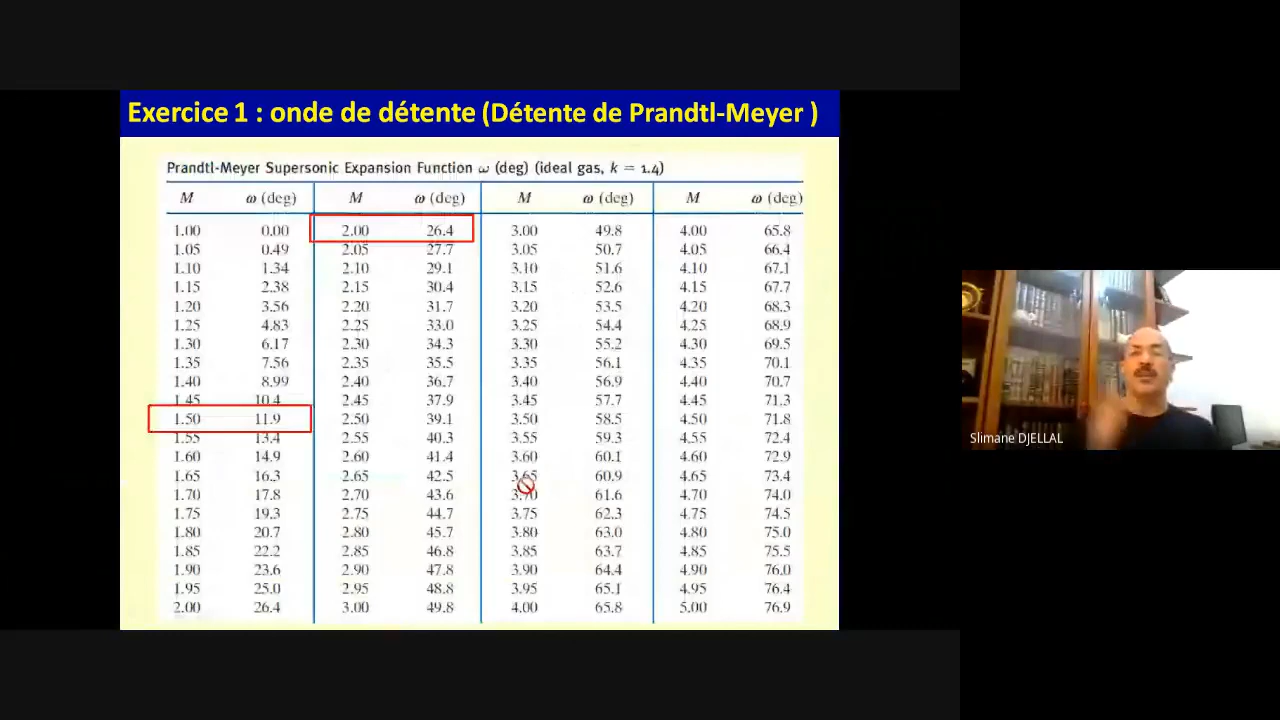 Exercice 1 : onde de détente (Détente de Prandtl-Meyer )
Prandtl-Meyer Supersonic Expansion Function ω (deg) (ideal gas, k = 1.4)
M ω (deg) M ω (deg) M ω (deg) M ω (deg)
1.00 0.00 2.00 26.4 3.00 49.8 4.00 65.8
1.05 0.49 2.05 27.7 3.05 50.7 4.05 66.4
1.10 1.34 2.10 29.1 3.10 51.6 4.10 67.1
1.15 2.38 2.15 30.4 3.15 52.6 4.15 67.7
1.20 3.56 2.20 31.7 3.20 53.5 4.20 68.3
1.25 4.83 2.25 33.0 3.25 54.4 4.25 68.9
1.30 6.17 2.30 34.3 3.30 55.2 4.30 69.5
1.35 7.56 2.35 35.5 3.35 56.1 4.35 70.1
1.40 8.99 2.40 36.7 3.40 56.9 4.40 70.7
1.45 10.4 2.45 37.9 3.45 57.7 4.45 71.3
1.50 11.9 2.50 39.1 3.50 58.5 4.50 71.8
1.55 13.4 2.55 40.3 3.55 59.3 4.55 72.4
1.60 14.9 2.60 41.4 3.60 60.1 4.60 72.9
1.65 16.3 2.65 42.5 3.65 60.9 4.65 73.4
1.70 17.8 2.70 43.6 3.70 61.6 4.70 74.0
1.75 19.3 2.75 44.7 3.75 62.3 4.75 74.5
1.80 20.7 2.80 45.7 3.80 63.0 4.80 75.0
1.85 22.2 2.85 46.8 3.85 63.7 4.85 75.5
1.90 23.6 2.90 47.8 3.90 64.4 4.90 76.0
1.95 25.0 2.95 48.8 3.95 65.1 4.95 76.4
2.00 26.4 3.00 49.8 4.00 65.8 5.00 76.9
Slimane DJELLAL